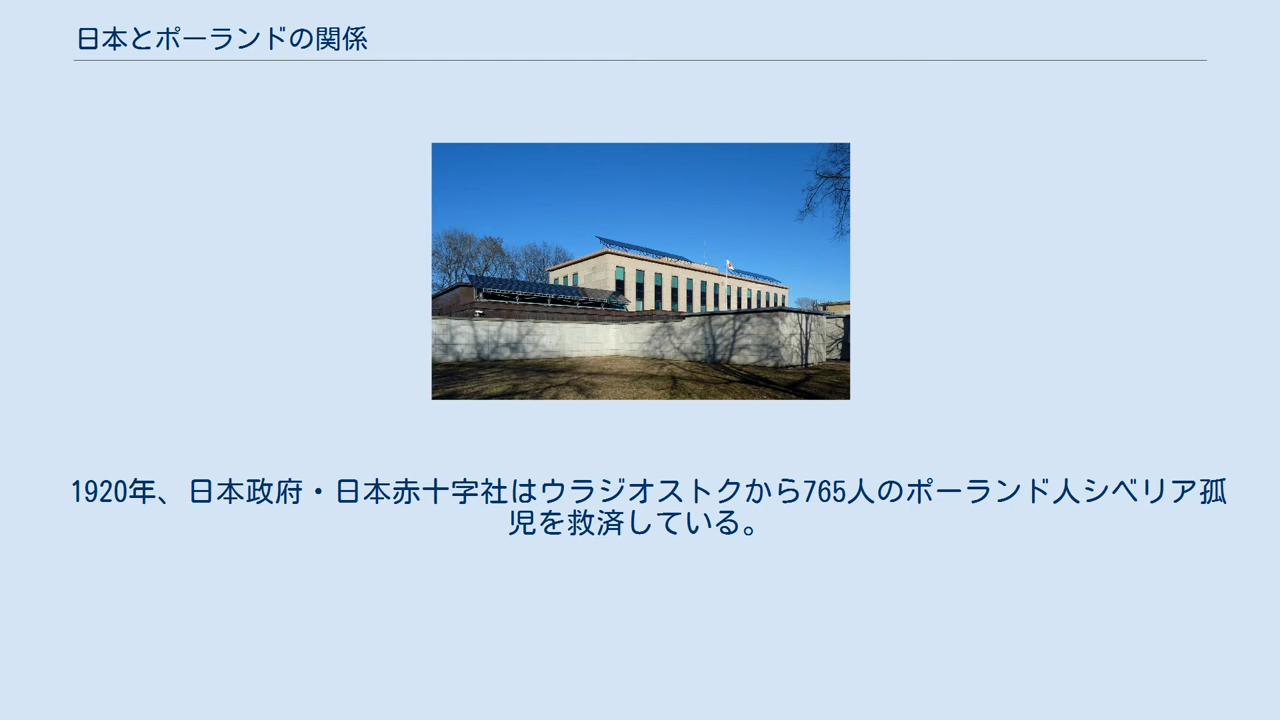 日本とポーランドの関係
1920年、日本政府・日本赤十字社はウラジオストクから765人のポーランド人シベリア孤
児を救済している。